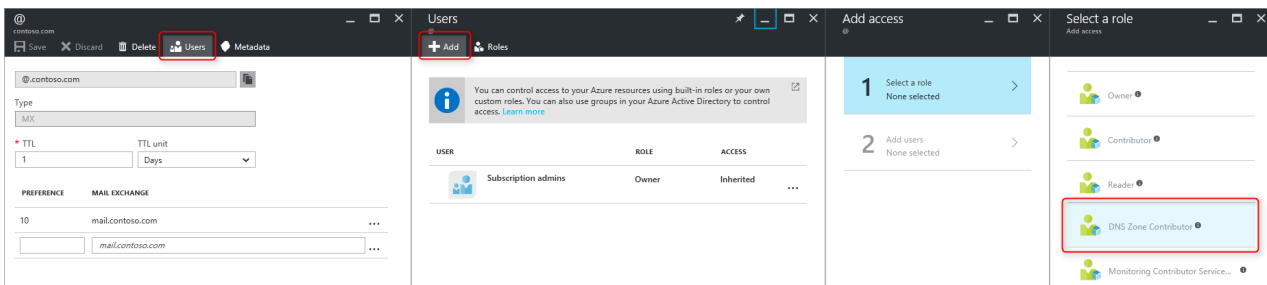 @
contoso.com
Save Discard Delete Users Metadata
@.contoso.com
Type
MX
* TTL TTL unit
1 Days
PREFERENCE MAIL EXCHANGE
10 mail.contoso.com ...
mail.contoso.com ...
Users
@
Add Roles
You can control access to your Azure resources using built-in roles or your own
custom roles. You can also use groups in your Azure Active Directory to control
access. Learn more
USER ROLE ACCESS
Subscription admins Owner Inherited ...
Add access
@
1 Select a role
None selected
2 Add users
None selected
Select a role
Add access
Owner
Contributor
Reader
DNS Zone Contributor
Monitoring Contributor Service...